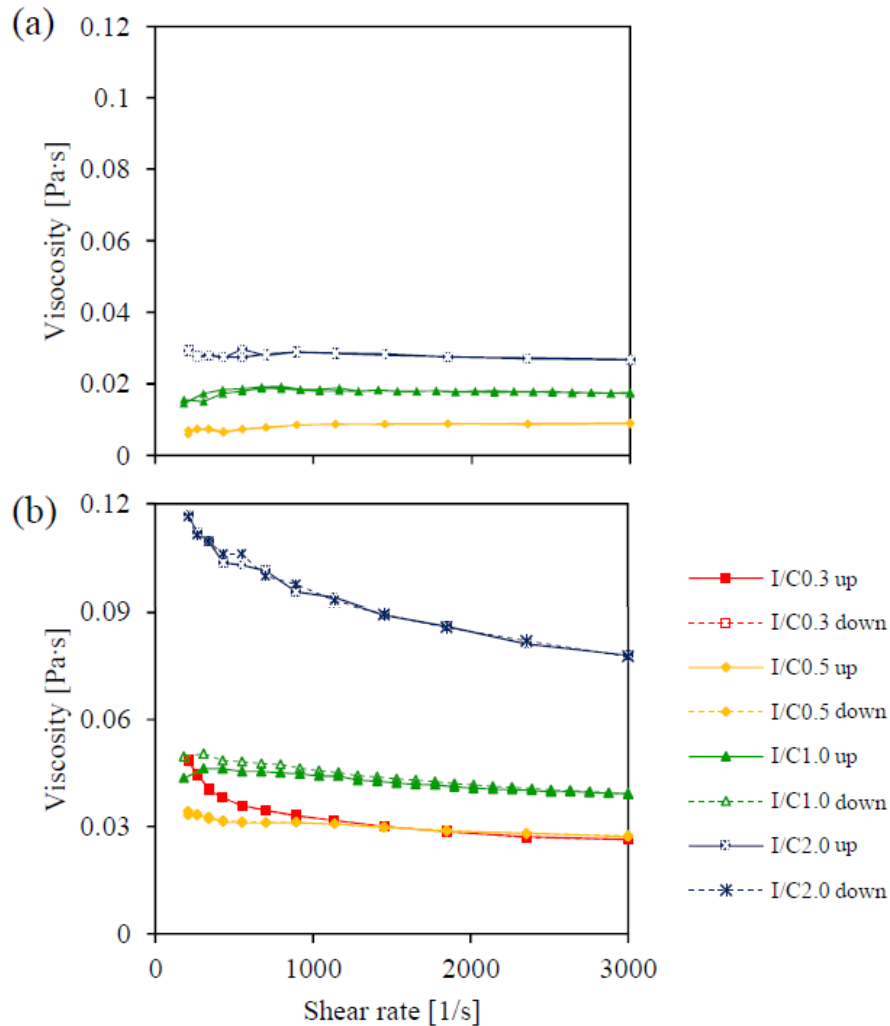 (a)
0.12
0.1
0.08
0.06
0.04
0.02
0
Visocosity [Pa·s]
(b)
0.12
0.09
0.06
0.03
0
Viscosity [Pa·s]
0 1000 2000 3000
Shear rate [1/s]
I/C0.3 up
I/C0.3 down
I/C0.5 up
I/C0.5 down
I/C1.0 up
I/C1.0 down
I/C2.0 up
I/C2.0 down